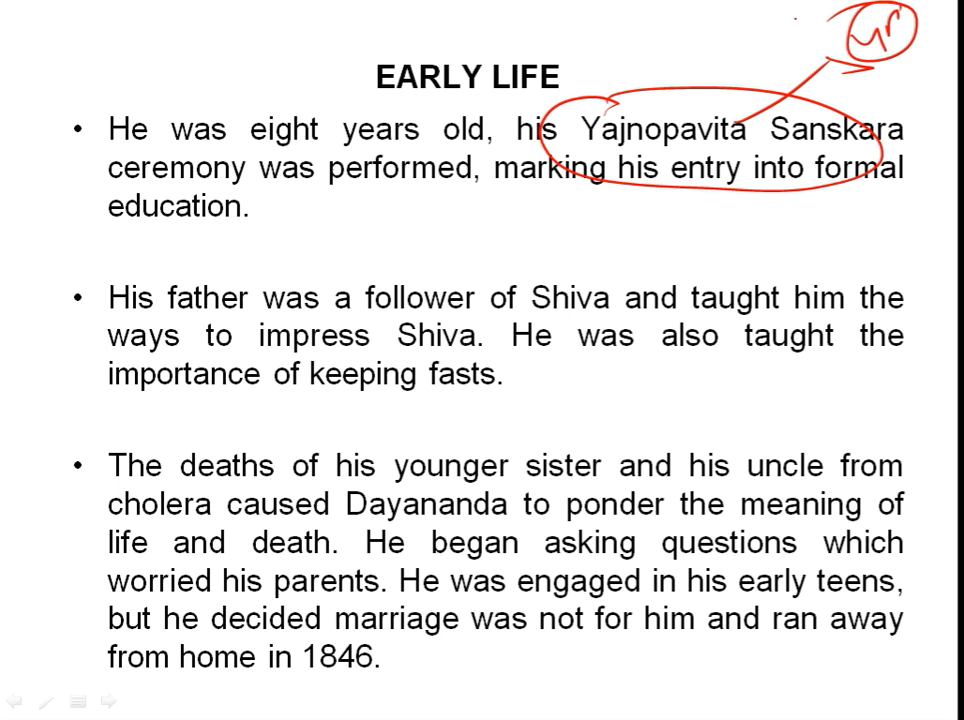 EARLY LIFE
• He was eight years old, his Yajnopavita Sanskara
ceremony was performed, marking his entry into formal
education.
• His father was a follower of Shiva and taught him the
ways to impress Shiva. He was also taught the
importance of keeping fasts.
• The deaths of his younger sister and his uncle from
cholera caused Dayananda to ponder the meaning of
life and death. He began asking questions which
worried his parents. He was engaged in his early teens,
but he decided marriage was not for him and ran away
from home in 1846.